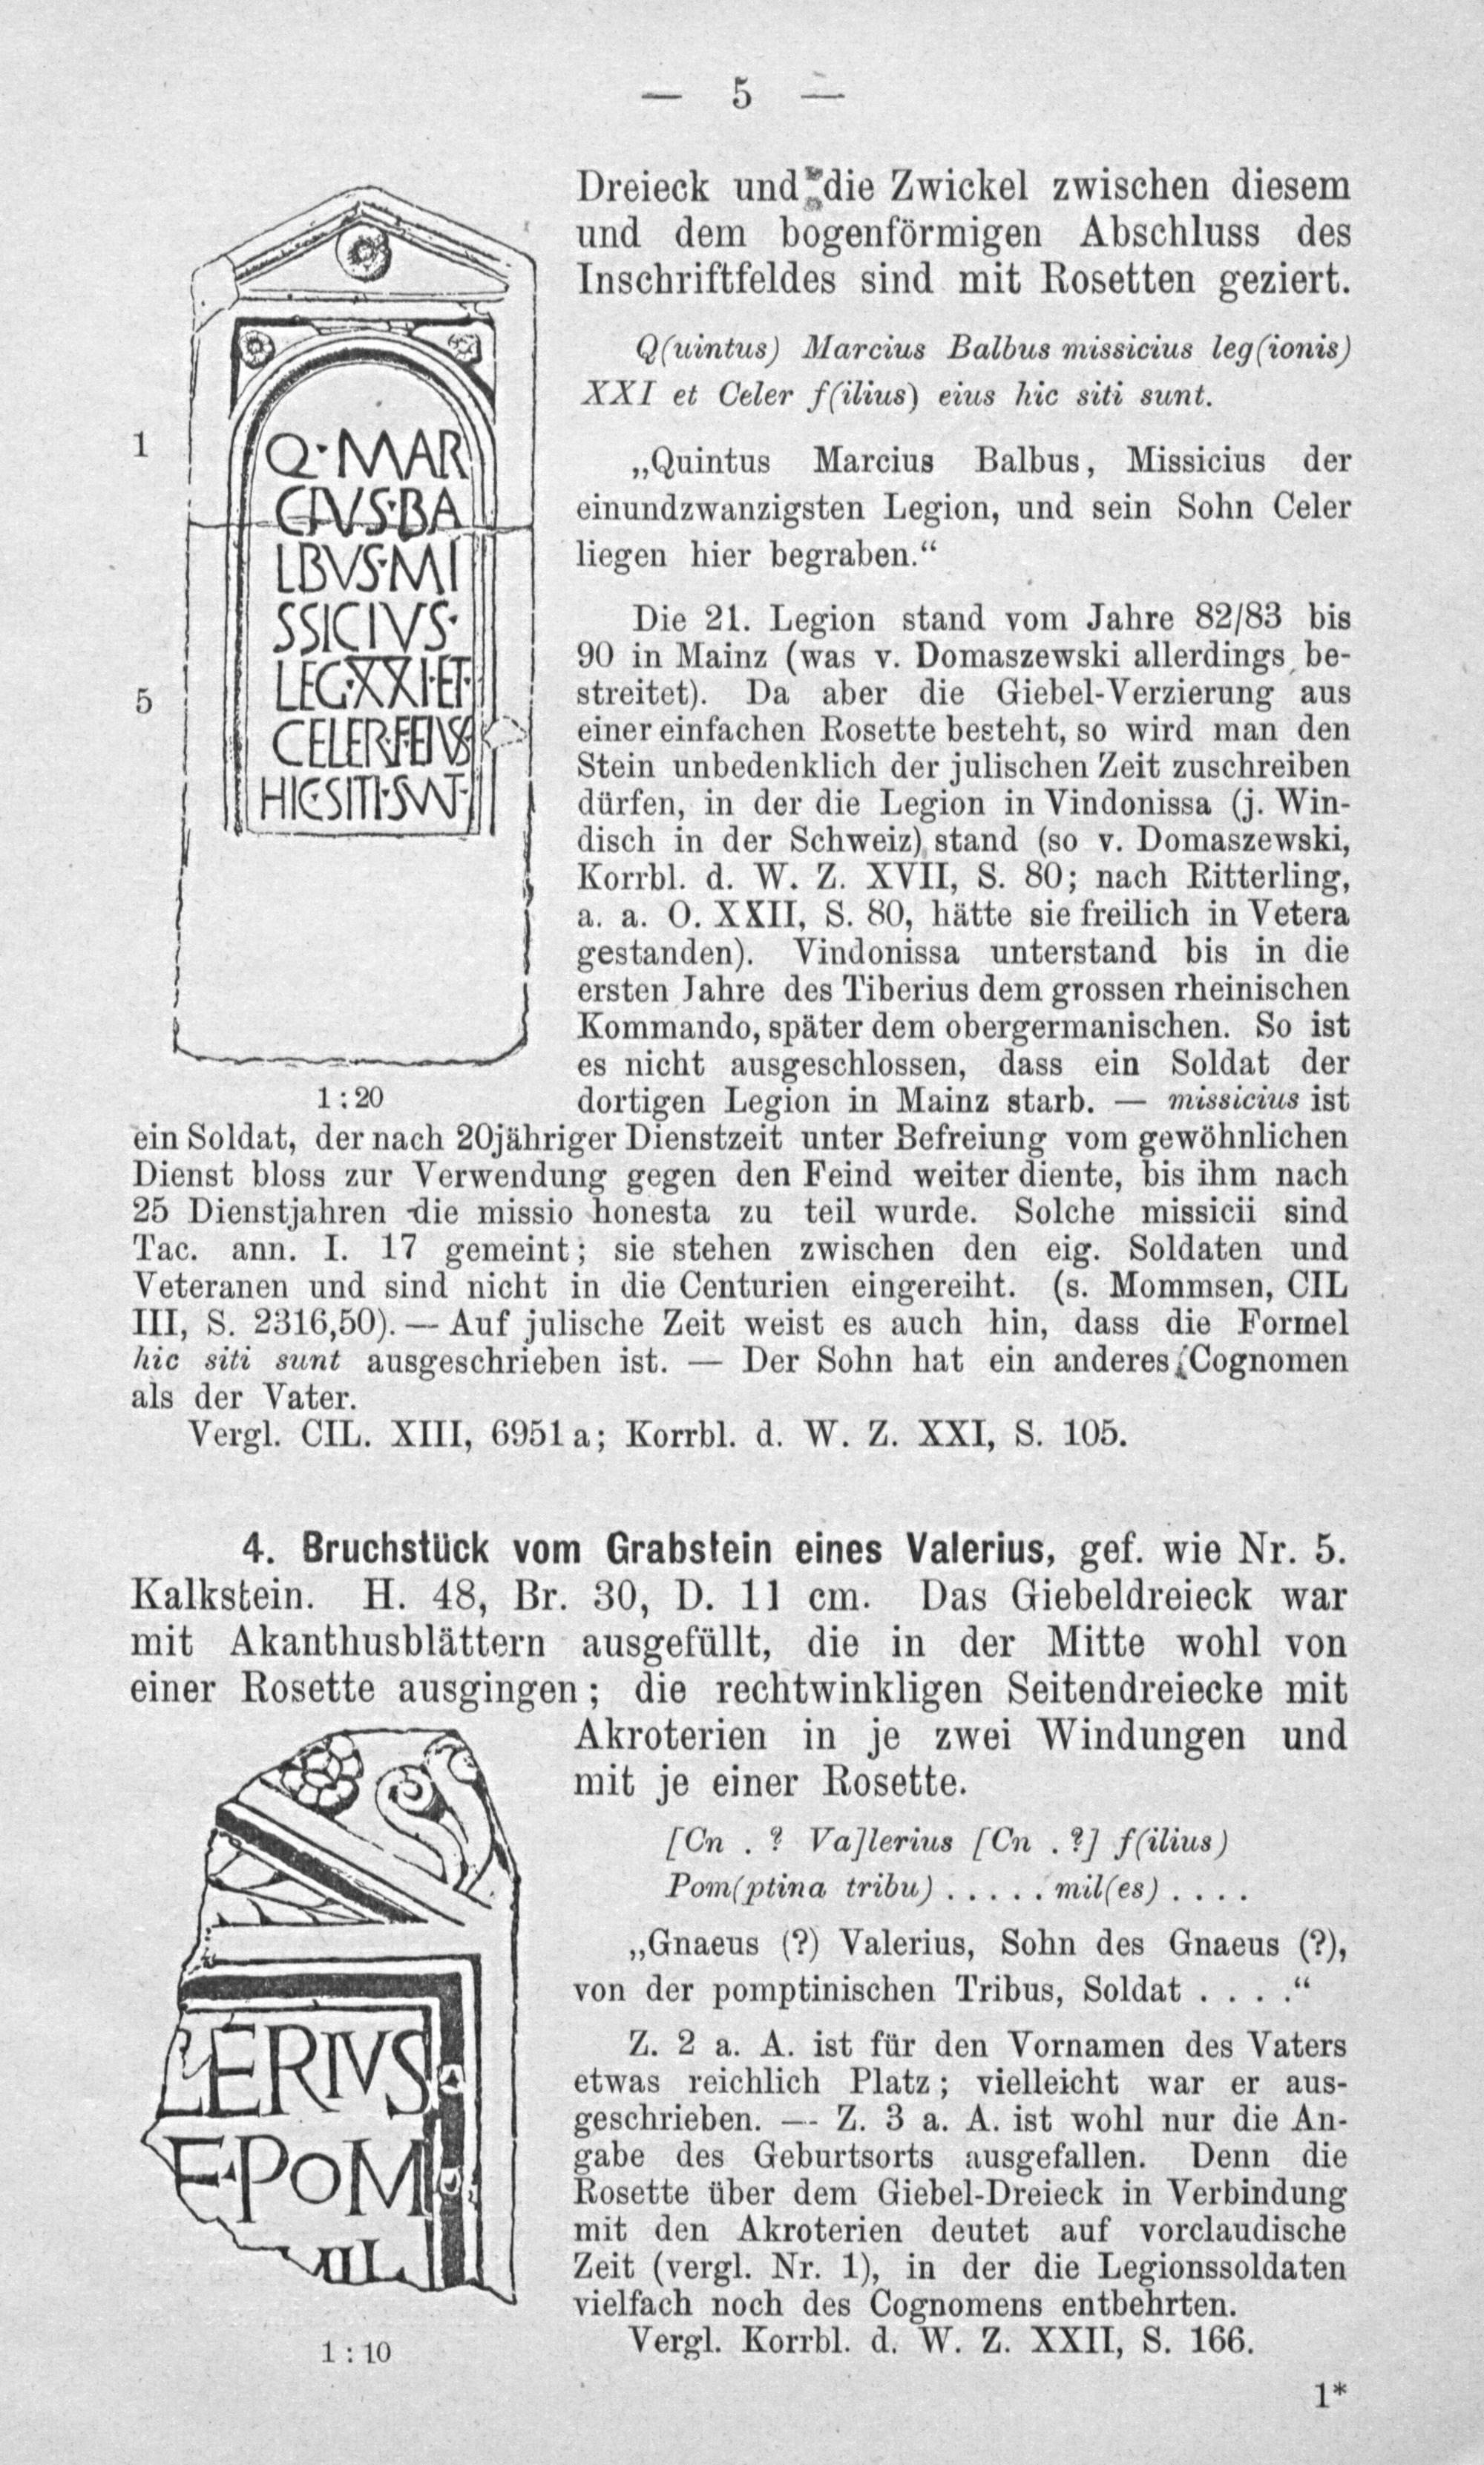 — 5 —
Dreieck und die Zwickel zwischen diesem
und dem bogenförmigen Abschluss des
Inschriftfeldes sind mit Rosetten geziert.
Q(uintus) Marcius Balbus missicius leg(ionis)
XXI et Celer f(ilius) eius hic siti sunt.
1
Q·MAR
CIVS·BA
LBVS·MI
SSICIVS·
5
LEG·XXI·ET·
CELER·F·EIVS
HIC·SITI·SVNT·
1 : 20
„Quintus Marcius Balbus, Missicius der
einundzwanzigsten Legion, und sein Sohn Celer
liegen hier begraben.“
Die 21. Legion stand vom Jahre 82/83 bis
90 in Mainz (was v. Domaszewski allerdings be-
streitet). Da aber die Giebel-Verzierung aus
einer einfachen Rosette besteht, so wird man den
Stein unbedenklich der julischen Zeit zuschreiben
dürfen, in der die Legion in Vindonissa (j. Win-
disch in der Schweiz) stand (so v. Domaszewski,
Korrbl. d. W. Z. XVII, S. 80; nach Ritterling,
a. a. O. XXII, S. 80, hätte sie freilich in Vetera
gestanden). Vindonissa unterstand bis in die
ersten Jahre des Tiberius dem grossen rheinischen
Kommando, später dem obergermanischen. So ist
es nicht ausgeschlossen, dass ein Soldat der
dortigen Legion in Mainz starb. — missicius ist
ein Soldat, der nach 20jähriger Dienstzeit unter Befreiung vom gewöhnlichen
Dienst bloss zur Verwendung gegen den Feind weiter diente, bis ihm nach
25 Dienstjahren die missio honesta zu teil wurde. Solche missicii sind
Tac. ann. I. 17 gemeint; sie stehen zwischen den eig. Soldaten und
Veteranen und sind nicht in die Centurien eingereiht. (s. Mommsen, CIL
III, S. 2316,50). — Auf julische Zeit weist es auch hin, dass die Formel
hic siti sunt ausgeschrieben ist. — Der Sohn hat ein anderes Cognomen
als der Vater.
Vergl. CIL. XIII, 6951 a; Korrbl. d. W. Z. XXI, S. 105.
4. Bruchstück vom Grabstein eines Valerius, gef. wie Nr. 5.
Kalkstein. H. 48, Br. 30, D. 11 cm. Das Giebeldreieck war
mit Akanthusblättern ausgefüllt, die in der Mitte wohl von
einer Rosette ausgingen; die rechtwinkligen Seitendreiecke mit
Akroterien in je zwei Windungen und
mit je einer Rosette.
[Cn . ? Va]lerius [Cn . ?] f(ilius)
Pom(ptina tribu) . . . . . mil(es) . . . .
„Gnaeus (?) Valerius, Sohn des Gnaeus (?),
von der pomptinischen Tribus, Soldat . . . .“
LERIVS
F·POM
MIL
1 : 10
Z. 2 a. A. ist für den Vornamen des Vaters
etwas reichlich Platz; vielleicht war er aus-
geschrieben. — Z. 3 a. A. ist wohl nur die An-
gabe des Geburtsorts ausgefallen. Denn die
Rosette über dem Giebel-Dreieck in Verbindung
mit den Akroterien deutet auf vorclaudische
Zeit (vergl. Nr. 1), in der die Legionssoldaten
vielfach noch des Cognomens entbehrten.
Vergl. Korrbl. d. W. Z. XXII, S. 166.
1*